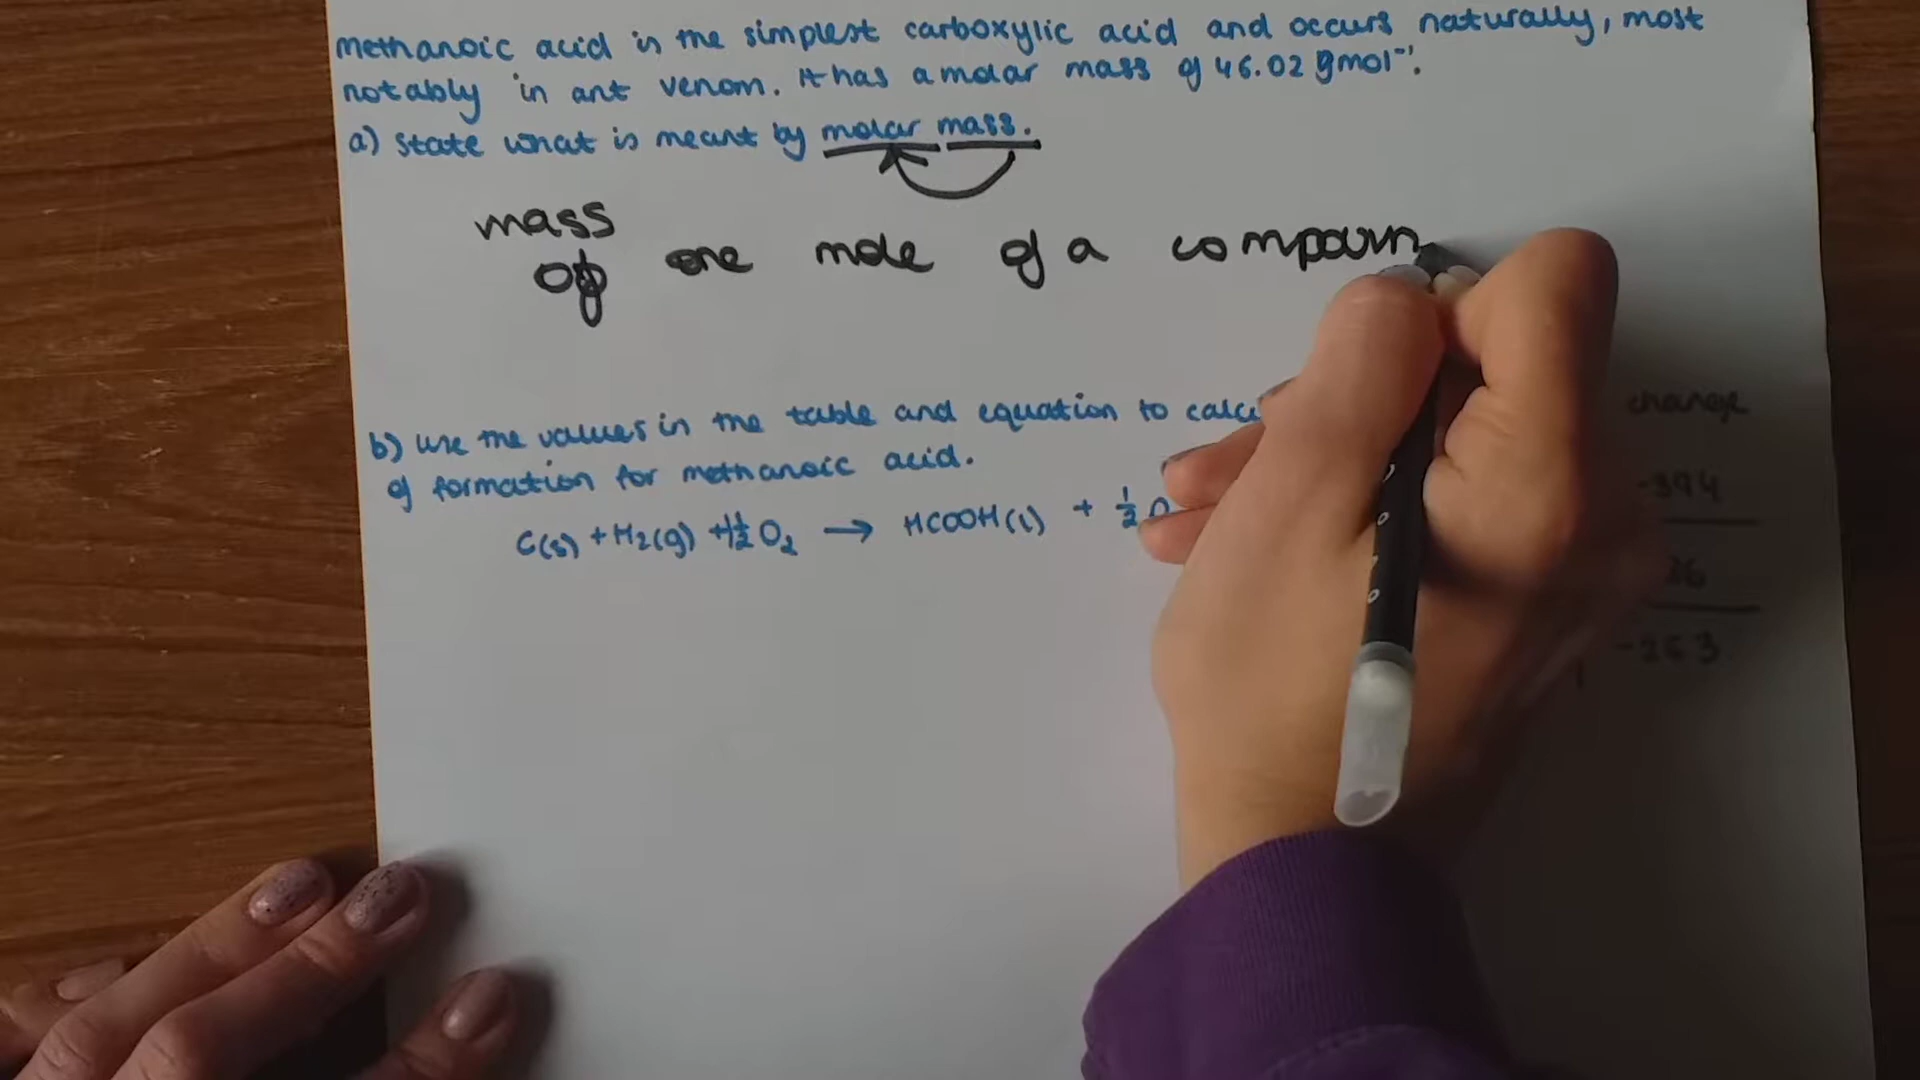 methanoic acid is the simplest carboxylic acid and occurs naturally, most
notably in ant venom. It has a molar mass of 46.02 gmol⁻¹.
a) state what is meant by molar mass.
mass
of one mole of a compoun
b) use the values in the table and equation to calc
change
of formation for methanoic acid.
-394
C(s) + H₂(g) + 1½ O₂ → HCOOH(l) + ½ O
-263